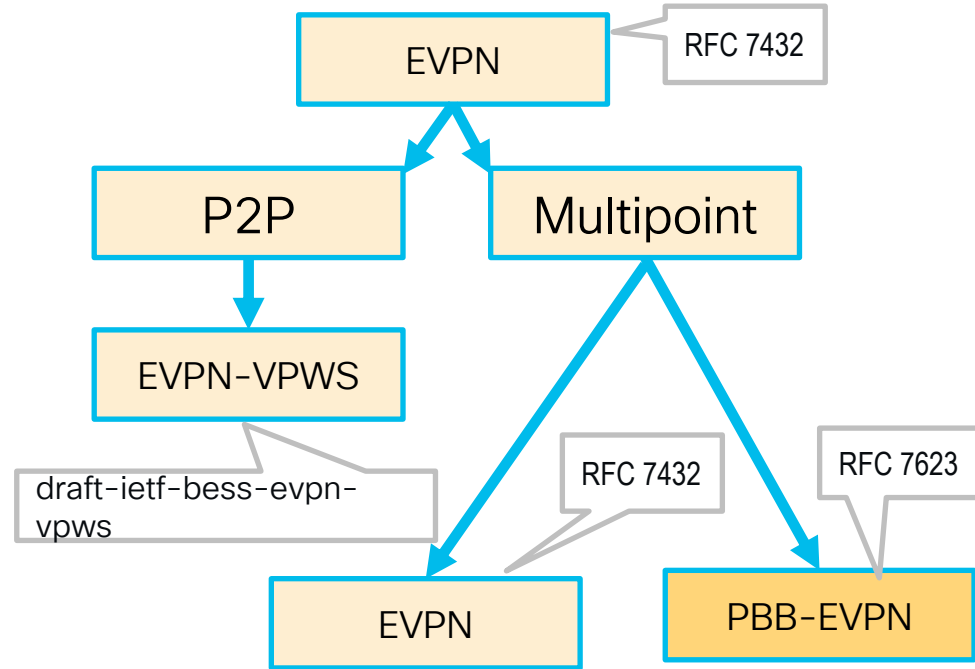 EVPN
RFC 7432
P2P
Multipoint
EVPN-VPWS
draft-ietf-bess-evpn-
vpws
RFC 7432
RFC 7623
EVPN
PBB-EVPN